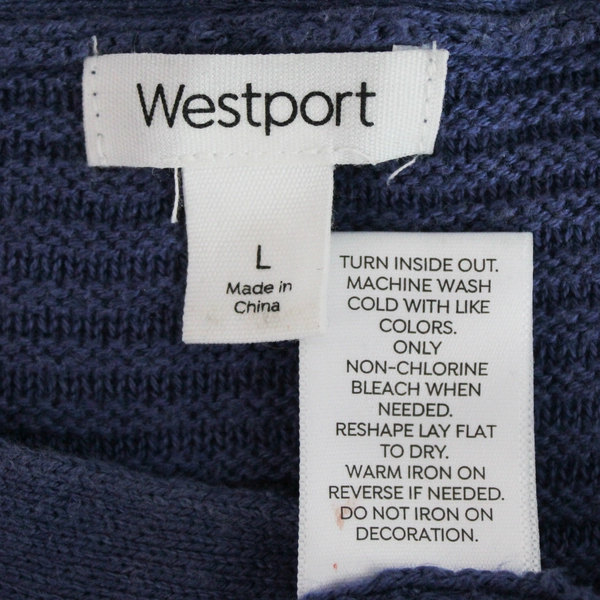 Westport
L
Made in
China
TURN INSIDE OUT.
MACHINE WASH
COLD WITH LIKE
COLORS.
ONLY
NON-CHLORINE
BLEACH WHEN
NEEDED.
RESHAPE LAY FLAT
TO DRY.
WARM IRON ON
REVERSE IF NEEDED.
DO NOT IRON ON
DECORATION.